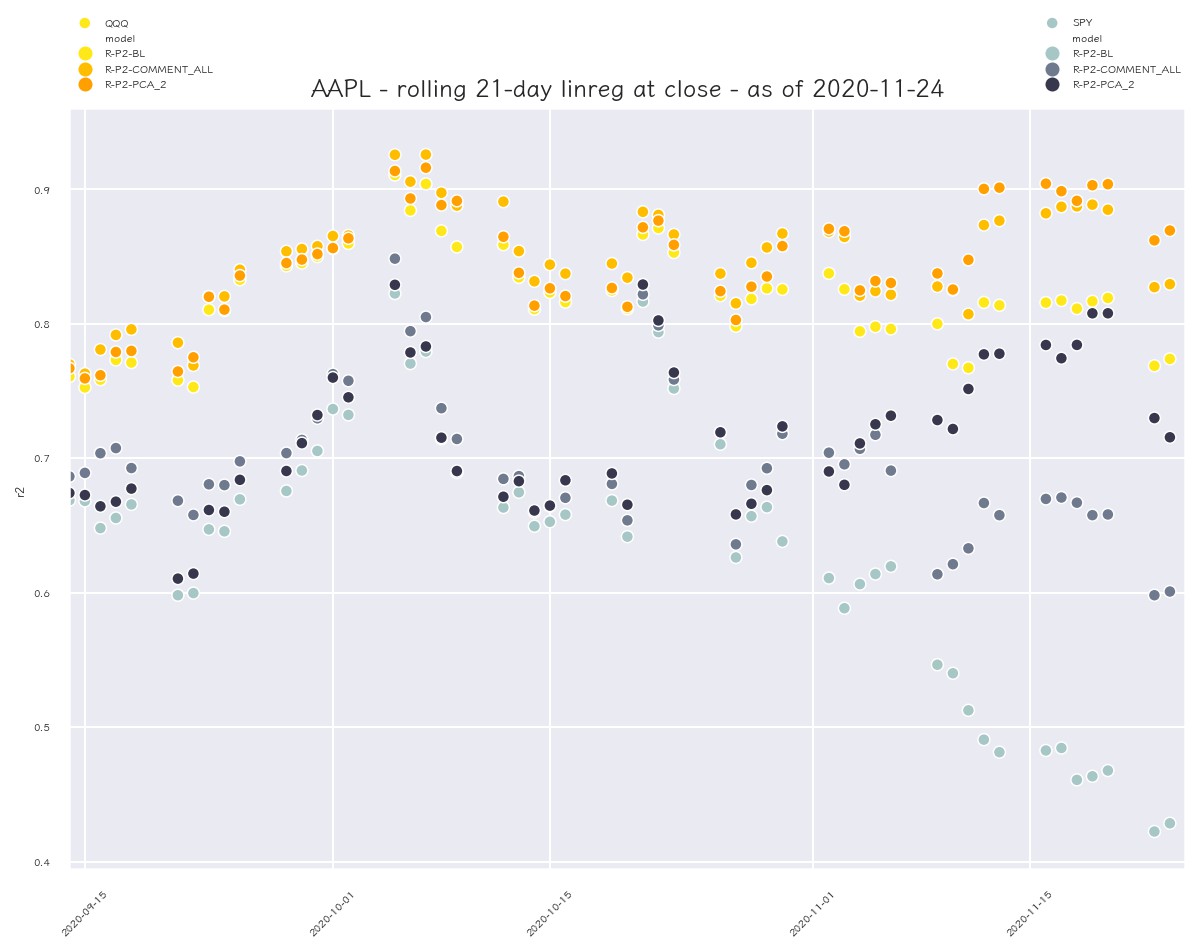 QQQ
model
R-P2-BL
R-P2-COMMENT_ALL
R-P2-PCA_2
SPY
model
R-P2-BL
R-P2-COMMENT_ALL
R-P2-PCA_2
AAPL - rolling 21-day linreg at close - as of 2020-11-24
0.9
0.8
0.7
r2
0.6
0.5
0.4
2020-09-15
2020-10-01
2020-10-15
2020-11-01
2020-11-15